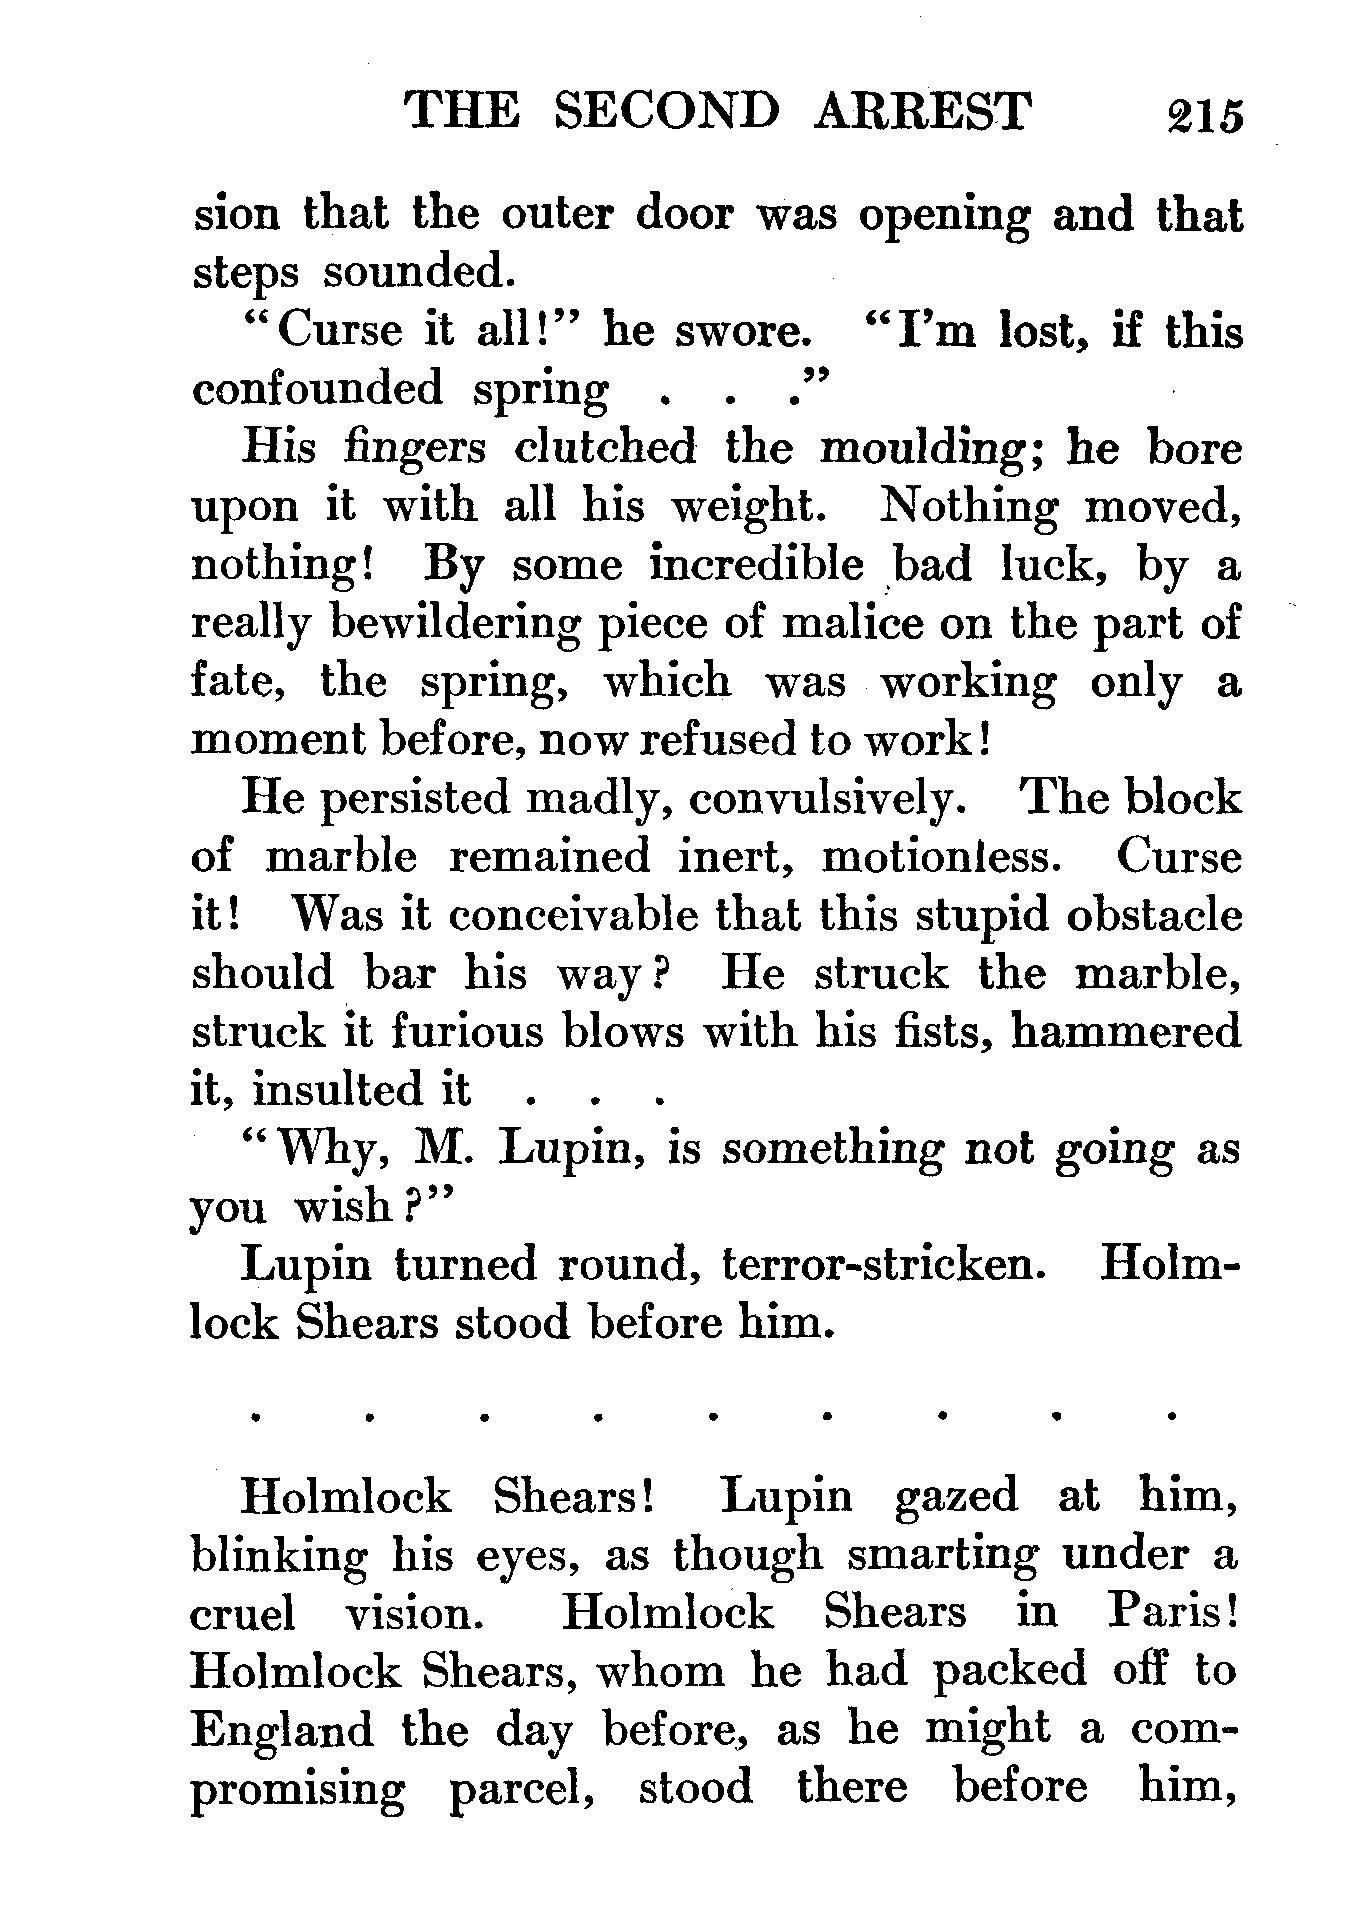 THE SECOND ARREST 215
sion that the outer door was opening and that
steps sounded.
"Curse it all!" he swore. "I'm lost, if this
confounded spring . . ."
His fingers clutched the moulding; he bore
upon it with all his weight. Nothing moved,
nothing! By some incredible bad luck, by a
really bewildering piece of malice on the part of
fate, the spring, which was working only a
moment before, now refused to work!
He persisted madly, convulsively. The block
of marble remained inert, motionless. Curse
it! Was it conceivable that this stupid obstacle
should bar his way? He struck the marble,
struck it furious blows with his fists, hammered
it, insulted it . . .
"Why, M. Lupin, is something not going as
you wish?"
Lupin turned round, terror-stricken. Holm-
lock Shears stood before him.
. . . . . . . . .
Holmlock Shears! Lupin gazed at him,
blinking his eyes, as though smarting under a
cruel vision. Holmlock Shears in Paris!
Holmlock Shears, whom he had packed off to
England the day before, as he might a com-
promising parcel, stood there before him,